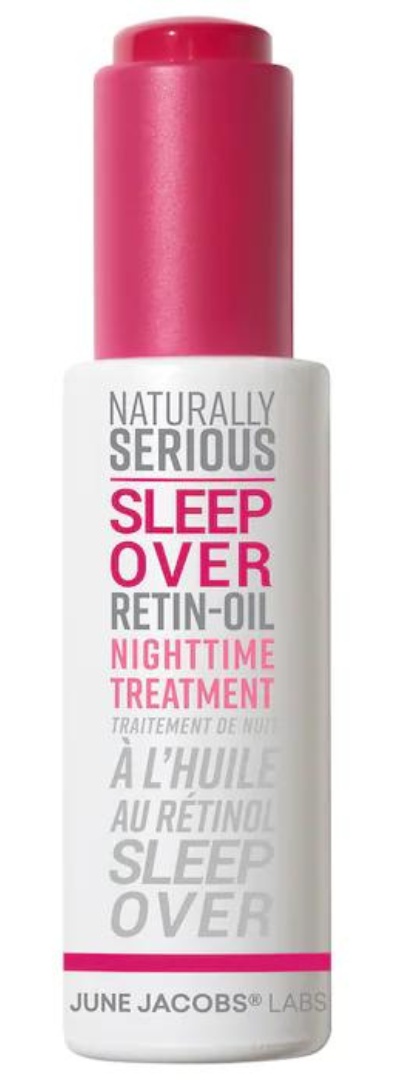 NATURALLY
SERIOUS
SLEEP
OVER
RETIN-OIL
NIGHTTIME
TREATMENT
TRAITEMENT DE NUIT
À L'HUILE
AU RÉTINOL
SLEEP
OVER
JUNE JACOBS® LABS